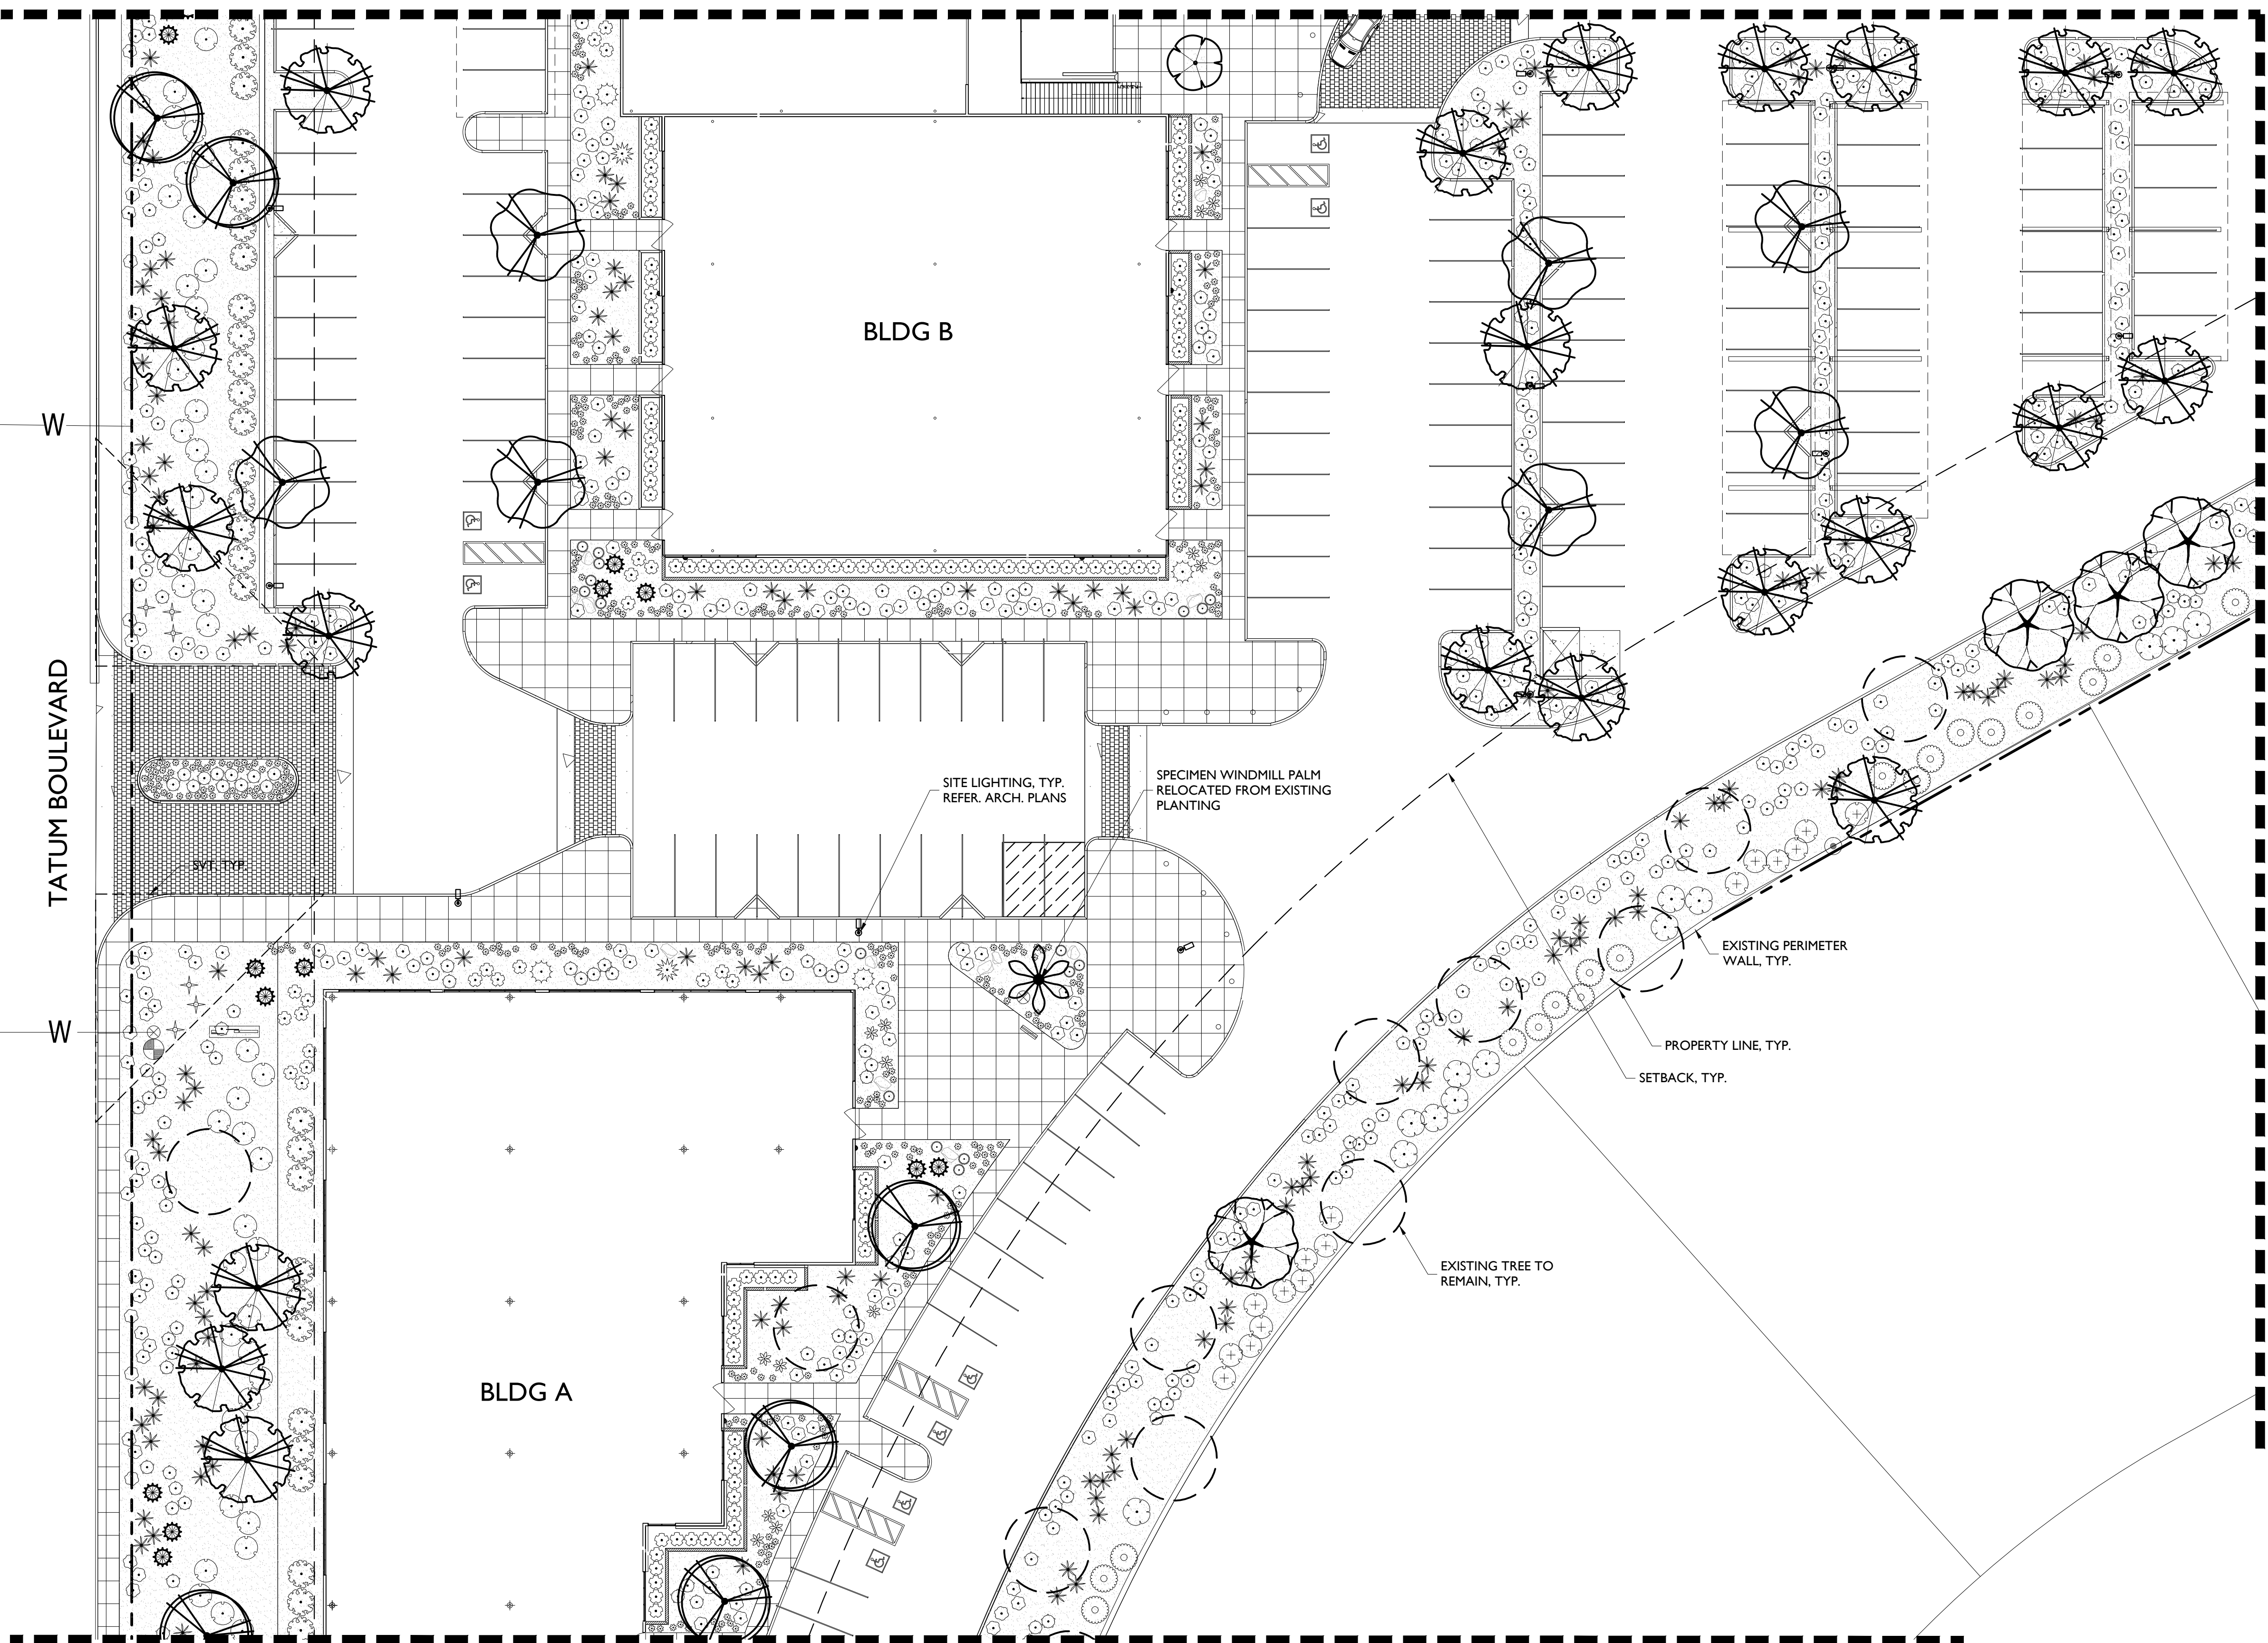 BLDG B
W
TATUM BOULEVARD
SITE LIGHTING, TYP.
REFER. ARCH. PLANS
SPECIMEN WINDMILL PALM
RELOCATED FROM EXISTING
PLANTING
SVT, TYP.
EXISTING PERIMETER
WALL, TYP.
W
PROPERTY LINE, TYP.
SETBACK, TYP.
EXISTING TREE TO
REMAIN, TYP.
BLDG A